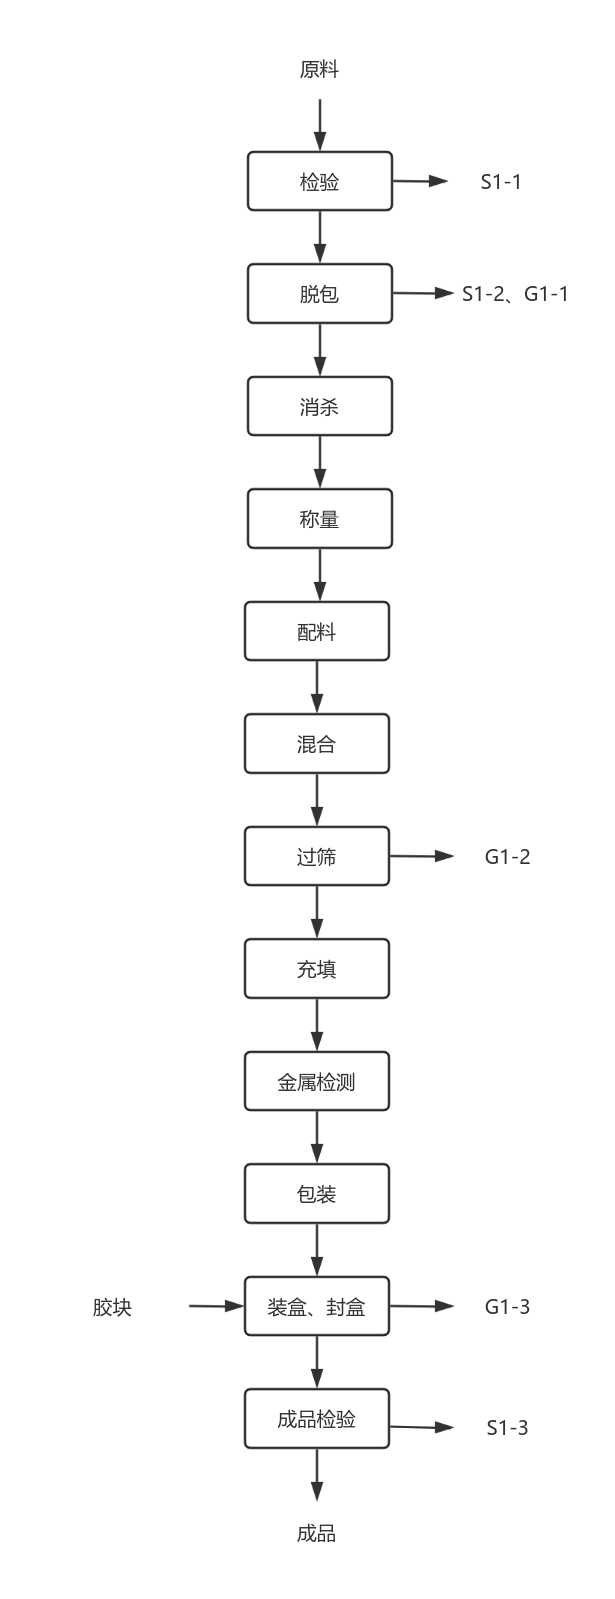 原料
检验
S1-1
脱包
S1-2、G1-1
消杀
称量
配料
混合
过筛
G1-2
充填
金属检测
包装
胶块
装盒、封盒
G1-3
成品检验
S1-3
成品